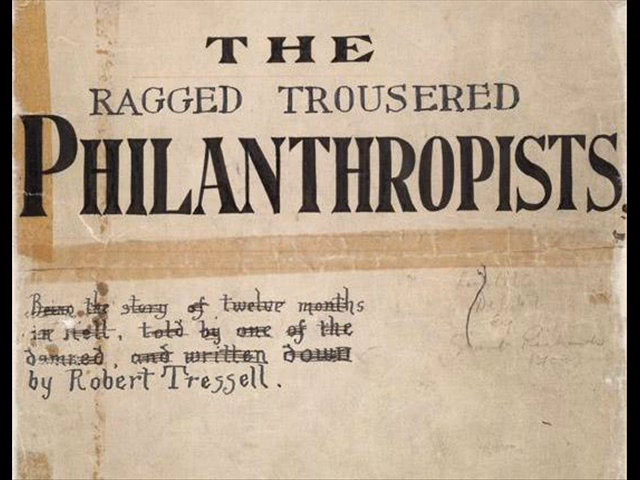 THE
RAGGED TROUSERED
PHILANTHROPISTS.
Being the story of twelve months
in Hell, told by one of the
damned, and written down
by Robert Tressell.